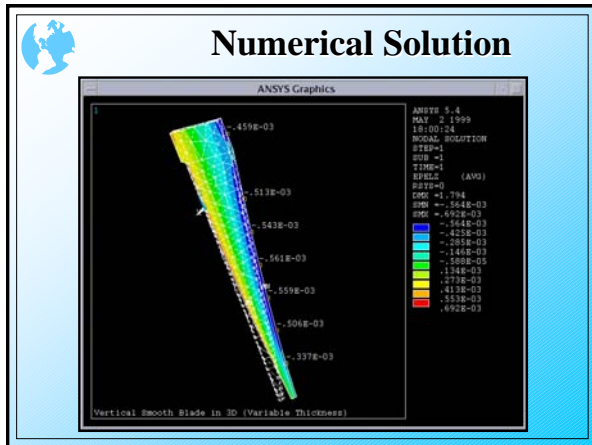 Numerical Solution
ANSYS Graphics
1
ANSYS 5.4
MAY 2 1999
18:00:24
NODAL SOLUTION
STEP=1
SUB =1
TIME=1
EPELZ (AVG)
RSYS=0
DMX =1.794
SMN =-.564E-03
SMX =.692E-03
-.564E-03
-.425E-03
-.285E-03
-.146E-03
-.588E-05
.134E-03
.273E-03
.413E-03
.553E-03
.692E-03
-.459E-03
-.513E-03
-.543E-03
-.561E-03
-.559E-03
-.506E-03
-.337E-03
Vertical Smooth Blade in 3D (Variable Thickness)